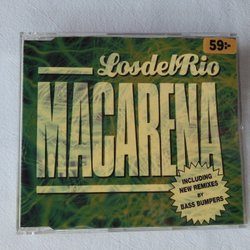 59:-
LosdelRio
MACARENA
INCLUDING
NEW REMIXES
BY
BASS BUMPERS